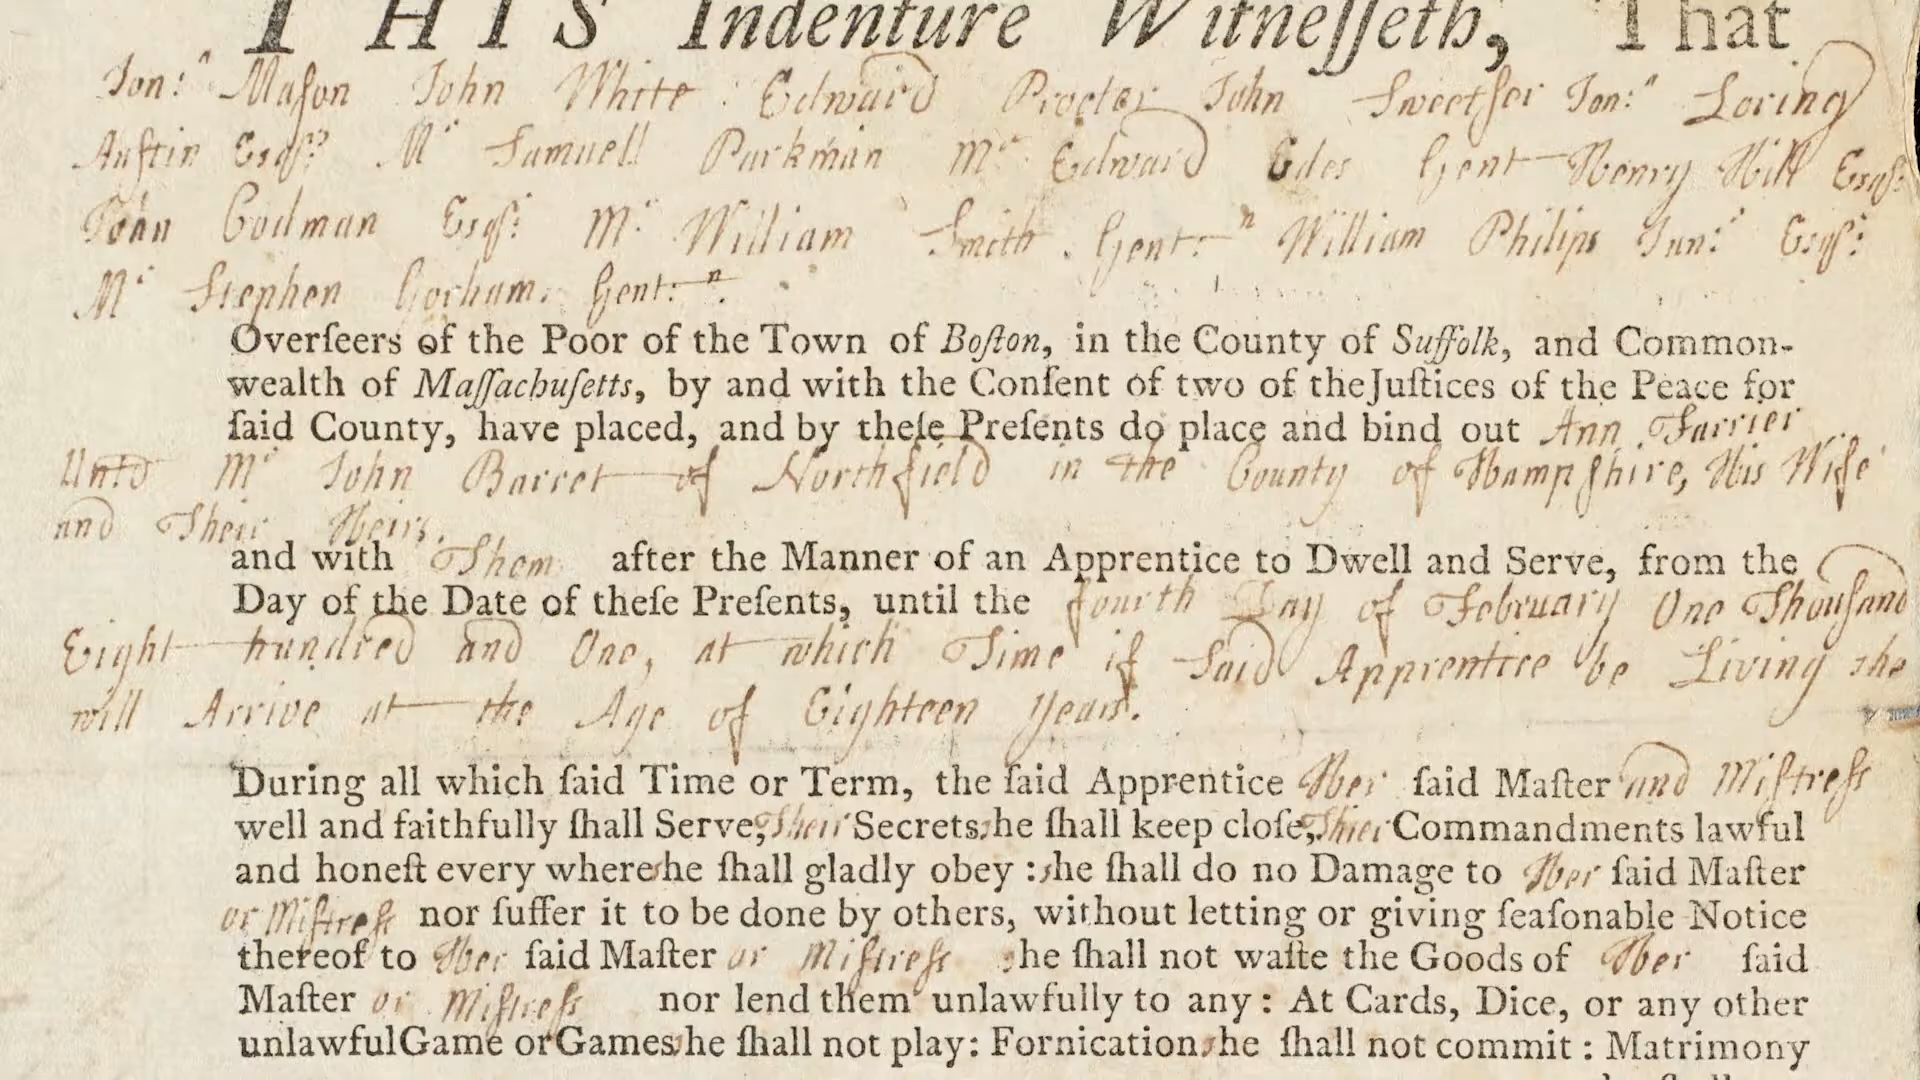 THIS Indenture Witneſſeth, That
Jon:ⁿ Maſon John White Edward Procter John Sweetſer Jon:ⁿ Loring
Auſtin Esqʳˢ Mʳ Samuell Parkman Mʳ Edward Edes Gent Henry Hill Esqʳ:
John Codman Esqʳ: Mʳ William Smith Gent:ⁿ William Philips Junʳ: Esqʳ:
Mʳ Stephen Gorham. Gent:ⁿ.
Overſeers of the Poor of the Town of Boſton, in the County of Suffolk, and Common-
wealth of Maſſachuſetts, by and with the Conſent of two of the Juſtices of the Peace for
ſaid County, have placed, and by theſe Preſents do place and bind out Ann Farrier
Unto Mʳ John Barret of Northfield in the County of Hampſhire, His Wife
and Their Heirs.
and with Them after the Manner of an Apprentice to Dwell and Serve, from the
Day of the Date of theſe Preſents, until the fourth Day of February One Thouſand
Eight hundred and One, at which Time if Said Apprentice be Living she
will Arrive at the Age of Eighteen Years.
During all which ſaid Time or Term, the ſaid Apprentice Her ſaid Maſter and Miſtreſs
well and faithfully ſhall Serve, Their Secrets she ſhall keep cloſe, Thier Commandments lawful
and honeſt every where she ſhall gladly obey : she ſhall do no Damage to Her ſaid Maſter
or Miſtreſs nor ſuffer it to be done by others, without letting or giving ſeaſonable Notice
thereof to Her ſaid Maſter or Miſtreſs she ſhall not waſte the Goods of Her ſaid
Maſter or Miſtreſs nor lend them unlawfully to any : At Cards, Dice, or any other
unlawful Game or Games she ſhall not play : Fornication she ſhall not commit : Matrimony